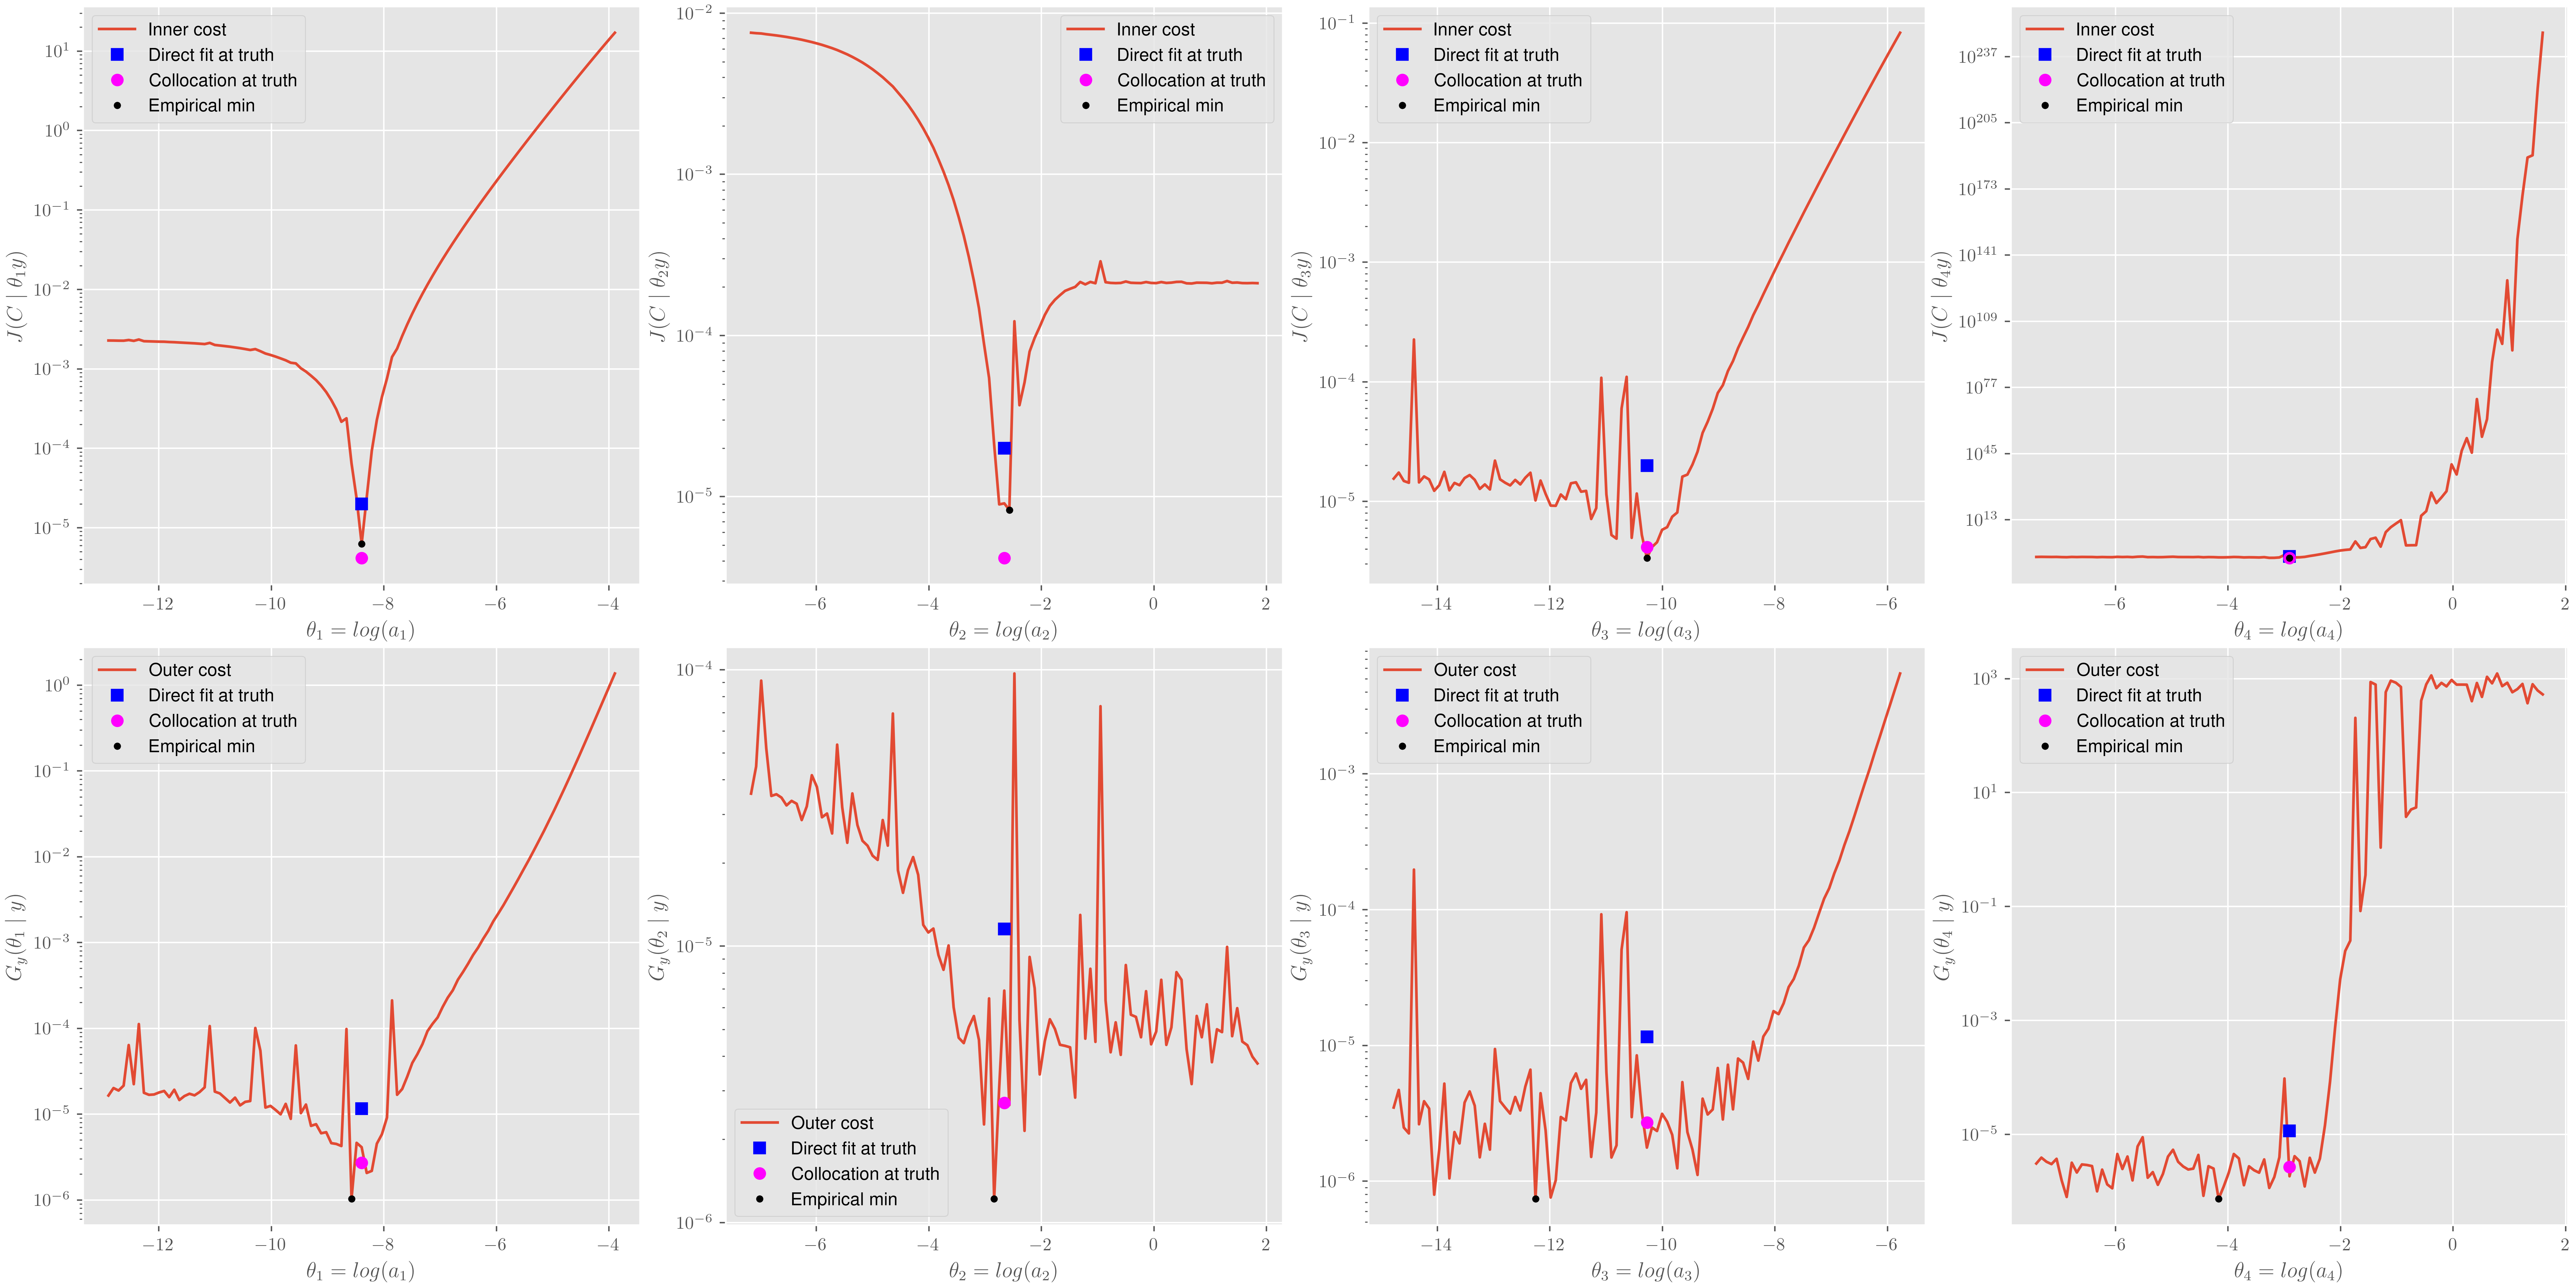 Inner cost
Direct fit at truth
Collocation at truth
Empirical min
10^1
10^0
10^−1
10^−2
10^−3
10^−4
10^−5
J(C | θ_1y)
−12 −10 −8 −6 −4
θ_1 = log(a_1)
Inner cost
Direct fit at truth
Collocation at truth
Empirical min
10^−2
10^−3
10^−4
10^−5
J(C | θ_2y)
−6 −4 −2 0 2
θ_2 = log(a_2)
Inner cost
Direct fit at truth
Collocation at truth
Empirical min
10^−1
10^−2
10^−3
10^−4
10^−5
J(C | θ_3y)
−14 −12 −10 −8 −6
θ_3 = log(a_3)
Inner cost
Direct fit at truth
Collocation at truth
Empirical min
10^237
10^205
10^173
10^141
10^109
10^77
10^45
10^13
J(C | θ_4y)
−6 −4 −2 0 2
θ_4 = log(a_4)
Outer cost
Direct fit at truth
Collocation at truth
Empirical min
10^0
10^−1
10^−2
10^−3
10^−4
10^−5
10^−6
G_y(θ_1 | y)
−12 −10 −8 −6 −4
θ_1 = log(a_1)
10^−4
10^−5
10^−6
G_y(θ_2 | y)
Outer cost
Direct fit at truth
Collocation at truth
Empirical min
−6 −4 −2 0 2
θ_2 = log(a_2)
Outer cost
Direct fit at truth
Collocation at truth
Empirical min
10^−3
10^−4
10^−5
10^−6
G_y(θ_3 | y)
−14 −12 −10 −8 −6
θ_3 = log(a_3)
Outer cost
Direct fit at truth
Collocation at truth
Empirical min
10^3
10^1
10^−1
10^−3
10^−5
G_y(θ_4 | y)
−6 −4 −2 0 2
θ_4 = log(a_4)